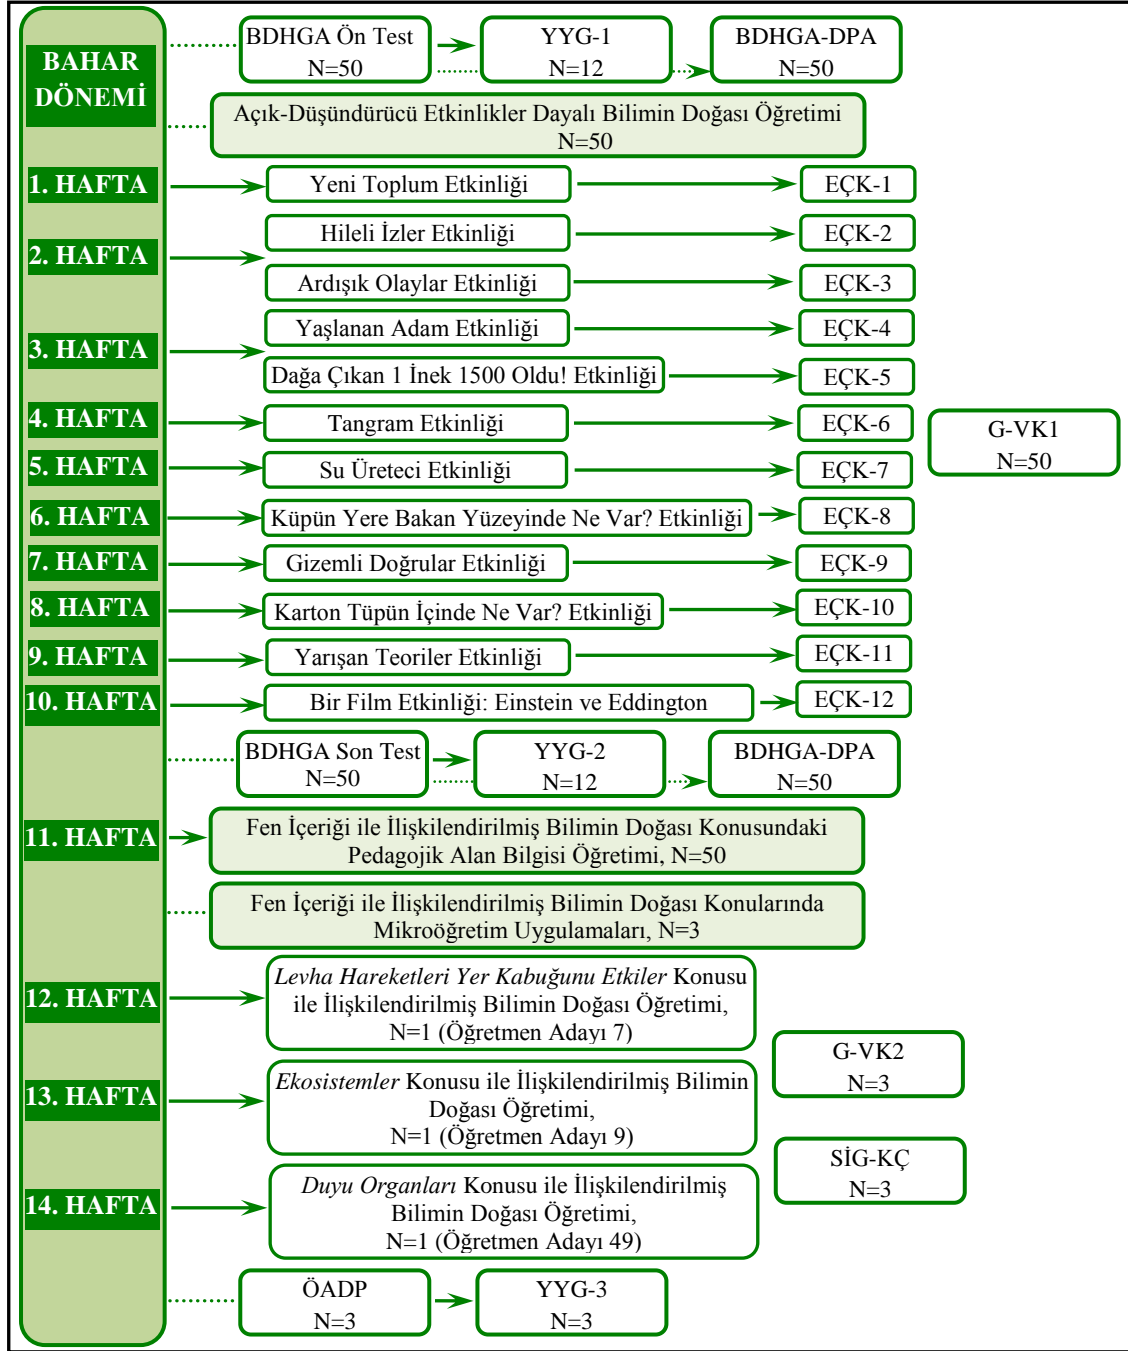 BAHAR
DÖNEMİ
BDHGA Ön Test
N=50
YYG-1
N=12
BDHGA-DPA
N=50
Açık-Düşündürücü Etkinlikler Dayalı Bilimin Doğası Öğretimi
N=50
1. HAFTA
Yeni Toplum Etkinliği
EÇK-1
2. HAFTA
Hileli İzler Etkinliği
EÇK-2
Ardışık Olaylar Etkinliği
EÇK-3
3. HAFTA
Yaşlanan Adam Etkinliği
EÇK-4
Dağa Çıkan 1 İnek 1500 Oldu! Etkinliği
EÇK-5
4. HAFTA
Tangram Etkinliği
EÇK-6
G-VK1
N=50
5. HAFTA
Su Üreteci Etkinliği
EÇK-7
6. HAFTA
Küpün Yere Bakan Yüzeyinde Ne Var? Etkinliği
EÇK-8
7. HAFTA
Gizemli Doğrular Etkinliği
EÇK-9
8. HAFTA
Karton Tüpün İçinde Ne Var? Etkinliği
EÇK-10
9. HAFTA
Yarışan Teoriler Etkinliği
EÇK-11
10. HAFTA
Bir Film Etkinliği: Einstein ve Eddington
EÇK-12
BDHGA Son Test
N=50
YYG-2
N=12
BDHGA-DPA
N=50
11. HAFTA
Fen İçeriği ile İlişkilendirilmiş Bilimin Doğası Konusundaki
Pedagojik Alan Bilgisi Öğretimi, N=50
Fen İçeriği ile İlişkilendirilmiş Bilimin Doğası Konularında
Mikroöğretim Uygulamaları, N=3
12. HAFTA
Levha Hareketleri Yer Kabuğunu Etkiler Konusu
ile İlişkilendirilmiş Bilimin Doğası Öğretimi,
N=1 (Öğretmen Adayı 7)
G-VK2
N=3
13. HAFTA
Ekosistemler Konusu ile İlişkilendirilmiş Bilimin
Doğası Öğretimi,
N=1 (Öğretmen Adayı 9)
SİG-KÇ
N=3
14. HAFTA
Duyu Organları Konusu ile İlişkilendirilmiş
Bilimin Doğası Öğretimi,
N=1 (Öğretmen Adayı 49)
ÖADP
N=3
YYG-3
N=3